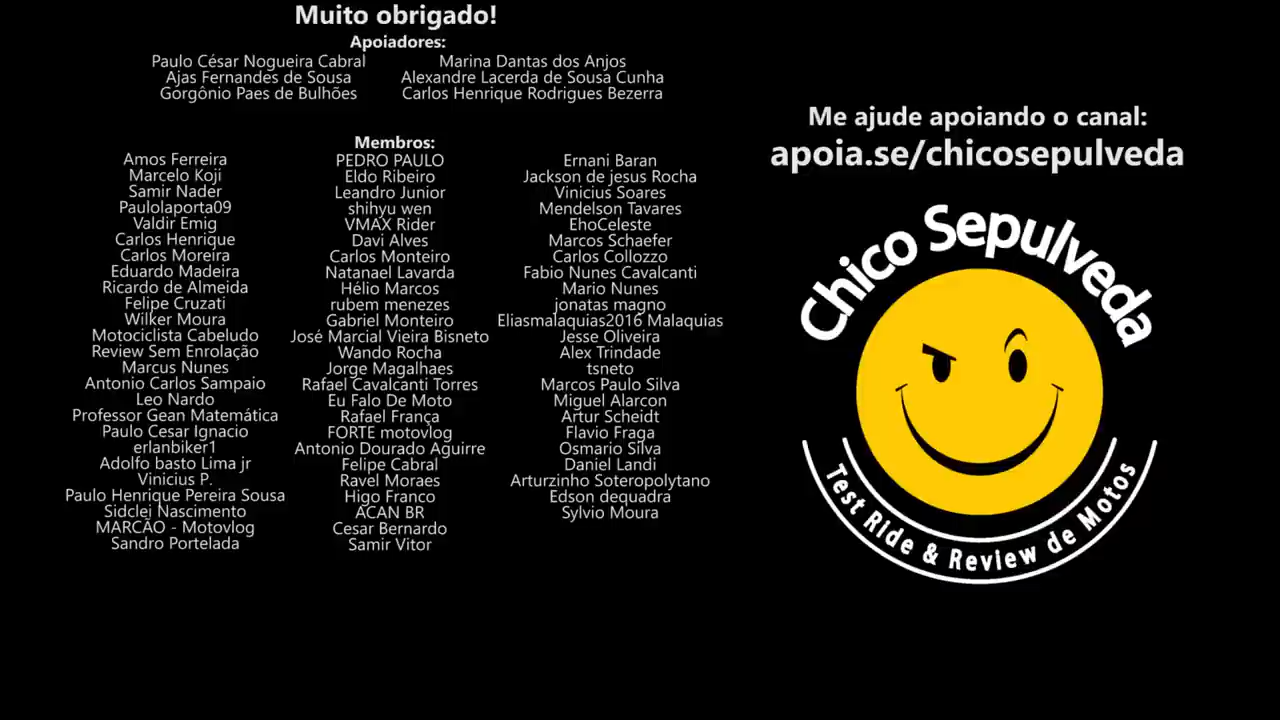 Muito obrigado!
Apoiadores:
Paulo César Nogueira Cabral
Ajas Fernandes de Sousa
Gorgônio Paes de Bulhões
Marina Dantas dos Anjos
Alexandre Lacerda de Sousa Cunha
Carlos Henrique Rodrigues Bezerra
Membros:
Amos Ferreira
Marcelo Koji
Samir Nader
Paulolaporta09
Valdir Emig
Carlos Henrique
Carlos Moreira
Eduardo Madeira
Ricardo de Almeida
Felipe Cruzati
Wilker Moura
Motociclista Cabeludo
Review Sem Enrolação
Marcus Nunes
Antonio Carlos Sampaio
Leo Nardo
Professor Gean Matemática
Paulo Cesar Ignacio
erlanbiker1
Adolfo basto Lima jr
Vinicius P.
Paulo Henrique Pereira Sousa
Sidclei Nascimento
MARCÃO - Motovlog
Sandro Portelada
PEDRO PAULO
Eldo Ribeiro
Leandro Junior
shihyu wen
VMAX Rider
Davi Alves
Carlos Monteiro
Natanael Lavarda
Hélio Marcos
rubem menezes
Gabriel Monteiro
José Marcial Vieira Bisneto
Wando Rocha
Jorge Magalhaes
Rafael Cavalcanti Torres
Eu Falo De Moto
Rafael França
FORTE motovlog
Antonio Dourado Aguirre
Felipe Cabral
Ravel Moraes
Higo Franco
ACAN BR
Cesar Bernardo
Samir Vitor
Ernani Baran
Jackson de jesus Rocha
Vinicius Soares
Mendelson Tavares
EhoCeleste
Marcos Schaefer
Carlos Collozzo
Fabio Nunes Cavalcanti
Mario Nunes
jonatas magno
Eliasmalaquias2016 Malaquias
Jesse Oliveira
Alex Trindade
tsneto
Marcos Paulo Silva
Miguel Alarcon
Artur Scheidt
Flavio Fraga
Osmario Silva
Daniel Landi
Arturzinho Soteropolytano
Edson dequadra
Sylvio Moura
Me ajude apoiando o canal:
apoia.se/chicosepulveda
Chico Sepulveda
Test Ride & Review de Motos